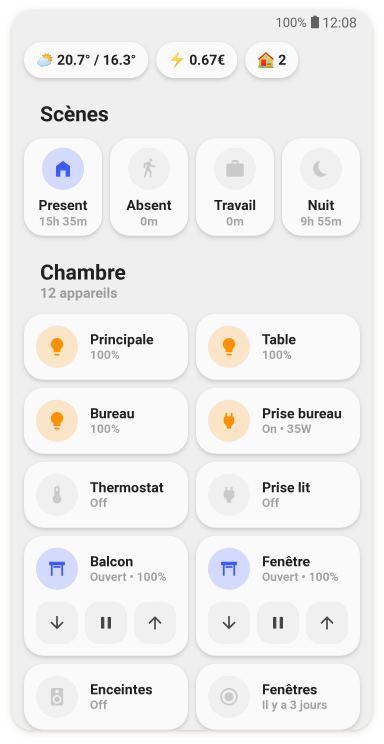 100% 12:08
20.7° / 16.3° 0.67€ 2
Scènes
Present Absent Travail Nuit
15h 35m 0m 0m 9h 55m
Chambre
12 appareils
Principale
100%
Table
100%
Bureau
100%
Prise bureau
On • 35W
Thermostat
Off
Prise lit
Off
Balcon
Ouvert • 100%
Fenêtre
Ouvert • 100%
Enceintes
Off
Fenêtres
Il y a 3 jours